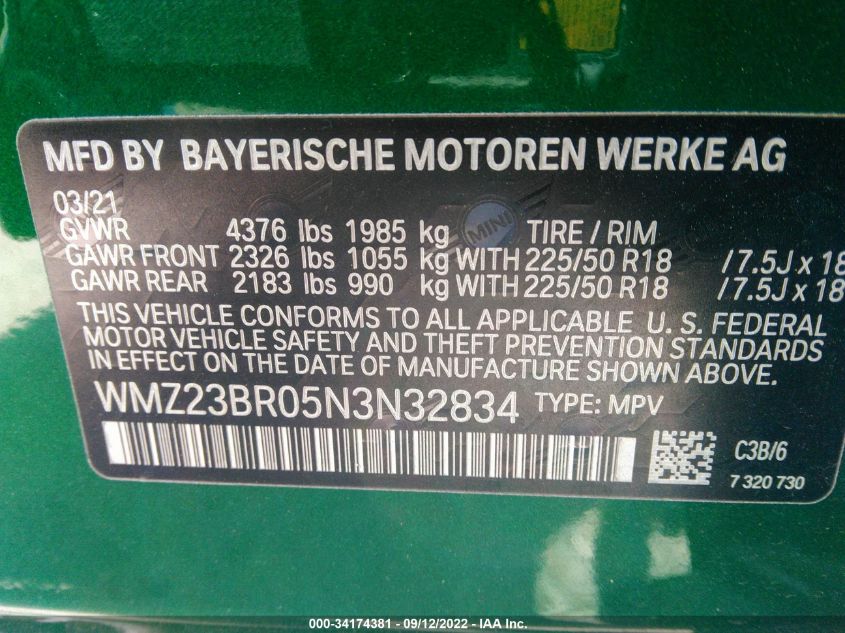 MFD BY BAYERISCHE MOTOREN WERKE AG
03/21
GVWR 4376 lbs 1985 kg TIRE / RIM
GAWR FRONT 2326 lbs 1055 kg WITH 225/50 R18 /7.5J x 18
GAWR REAR 2183 lbs 990 kg WITH 225/50 R18 /7.5J x 18
MINI
THIS VEHICLE CONFORMS TO ALL APPLICABLE U. S. FEDERAL
MOTOR VEHICLE SAFETY AND THEFT PREVENTION STANDARDS
IN EFFECT ON THE DATE OF MANUFACTURE SHOWN ABOVE.
WMZ23BR05N3N32834 TYPE: MPV
C3B/6
7 320 730
000-34174381 - 09/12/2022 - IAA Inc.